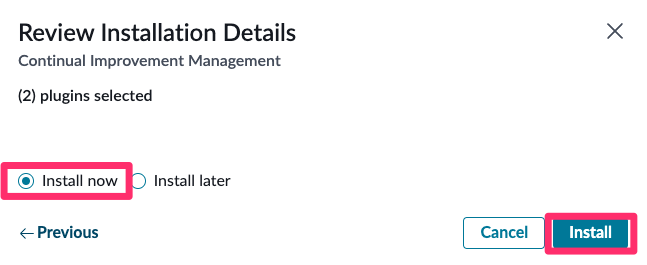 Review Installation Details
Continual Improvement Management
(2) plugins selected
Install now Install later
Previous Cancel Install